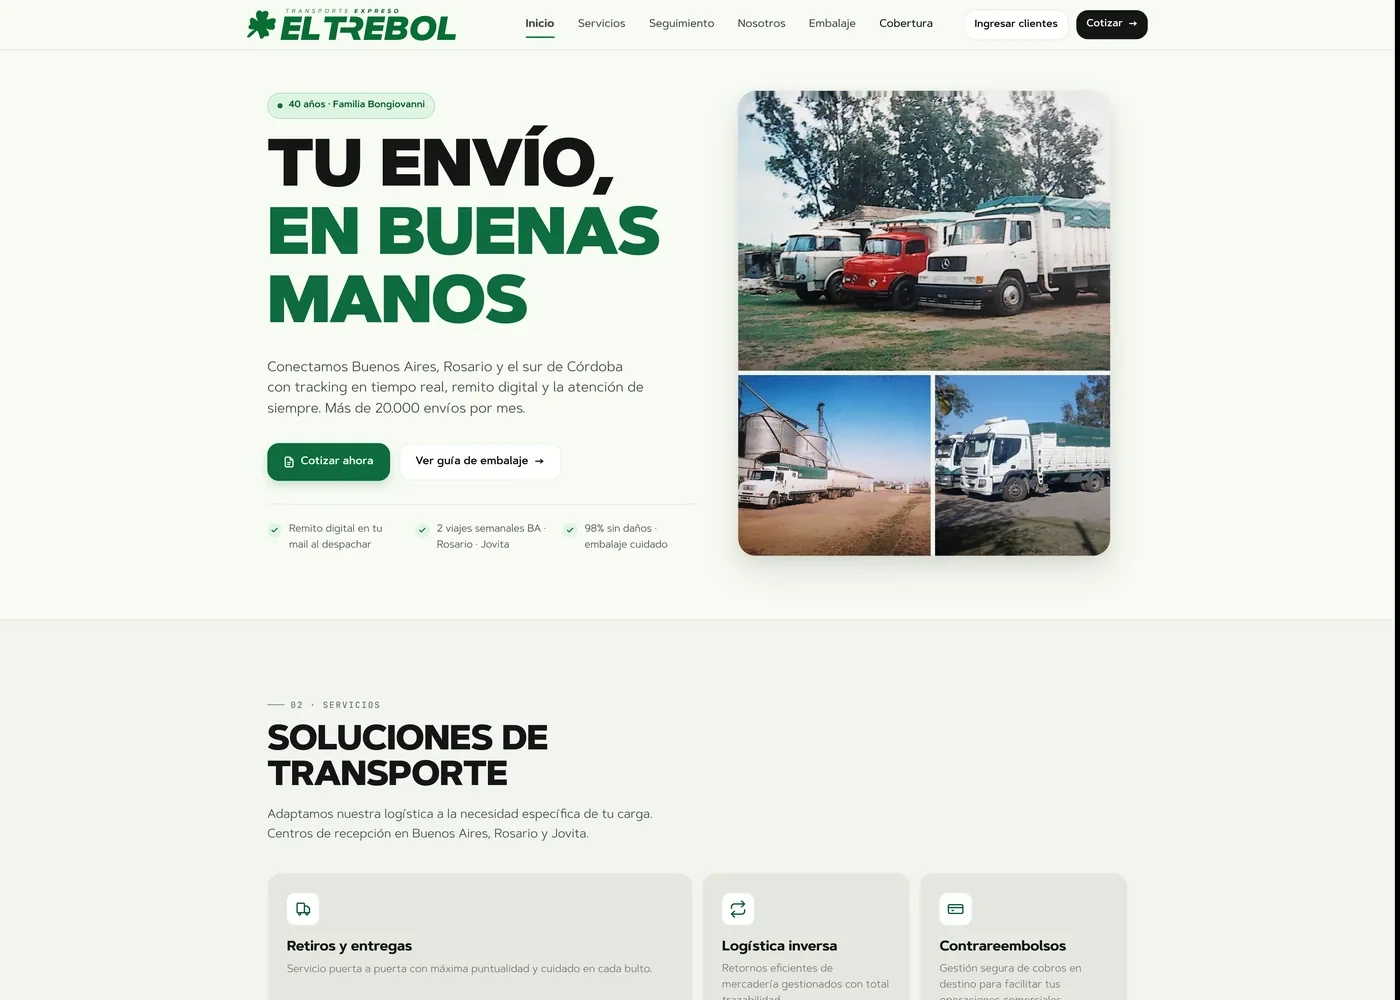 TRANSPORTE EXPRESO
EL TREBOL
Inicio
Servicios
Seguimiento
Nosotros
Embalaje
Cobertura
Ingresar clientes
Cotizar →
40 años · Familia Bongiovanni
TU ENVÍO,
EN BUENAS
MANOS
Conectamos Buenos Aires, Rosario y el sur de Córdoba
con tracking en tiempo real, remito digital y la atención de
siempre. Más de 20.000 envíos por mes.
Cotizar ahora
Ver guía de embalaje →
Remito digital en tu
mail al despachar
2 viajes semanales BA ·
Rosario · Jovita
98% sin daños ·
embalaje cuidado
02 · SERVICIOS
SOLUCIONES DE
TRANSPORTE
Adaptamos nuestra logística a la necesidad específica de tu carga.
Centros de recepción en Buenos Aires, Rosario y Jovita.
Retiros y entregas
Servicio puerta a puerta con máxima puntualidad y cuidado en cada bulto.
Logística inversa
Retornos eficientes de
mercadería gestionados con total
trazabilidad.
Contrareembolsos
Gestión segura de cobros en
destino para facilitar tus
operaciones comerciales.